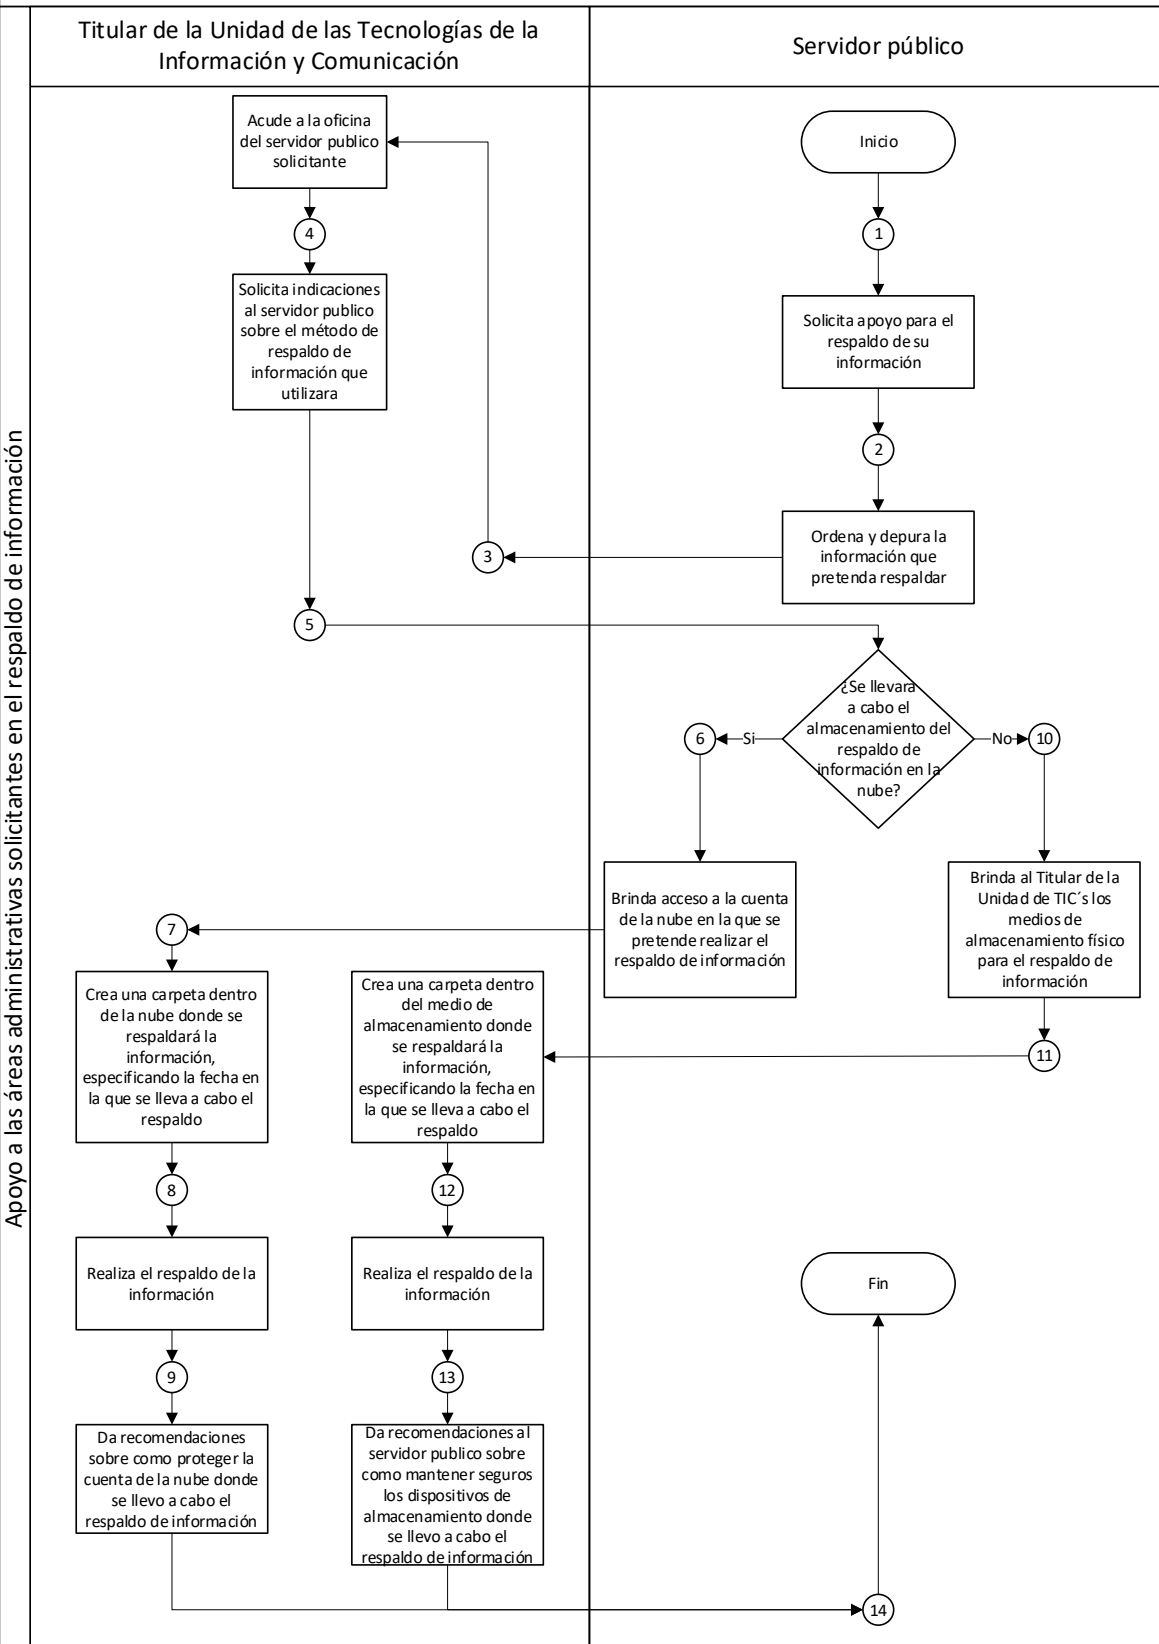 Apoyo a las áreas administrativas solicitantes en el respaldo de información
Titular de la Unidad de las Tecnologías de la
Información y Comunicación
Servidor público
Inicio
1
Solicita apoyo para el
respaldo de su
información
2
Ordena y depura la
información que
pretenda respaldar
3
Acude a la oficina
del servidor publico
solicitante
4
Solicita indicaciones
al servidor publico
sobre el método de
respaldo de
información que
utilizara
5
¿Se llevara
a cabo el
almacenamiento del
respaldo de
información en la
nube?
Si
6
No
10
Brinda acceso a la cuenta
de la nube en la que se
pretende realizar el
respaldo de información
Brinda al Titular de la
Unidad de TIC´s los
medios de
almacenamiento físico
para el respaldo de
información
7
Crea una carpeta dentro
de la nube donde se
respaldará la
información,
especificando la fecha en
la que se lleva a cabo el
respaldo
8
Realiza el respaldo de la
información
9
Da recomendaciones
sobre como proteger la
cuenta de la nube donde
se llevo a cabo el
respaldo de información
11
Crea una carpeta dentro
del medio de
almacenamiento donde
se respaldará la
información,
especificando la fecha en
la que se lleva a cabo el
respaldo
12
Realiza el respaldo de la
información
13
Da recomendaciones al
servidor publico sobre
como mantener seguros
los dispositivos de
almacenamiento donde
se llevo a cabo el
respaldo de información
14
Fin